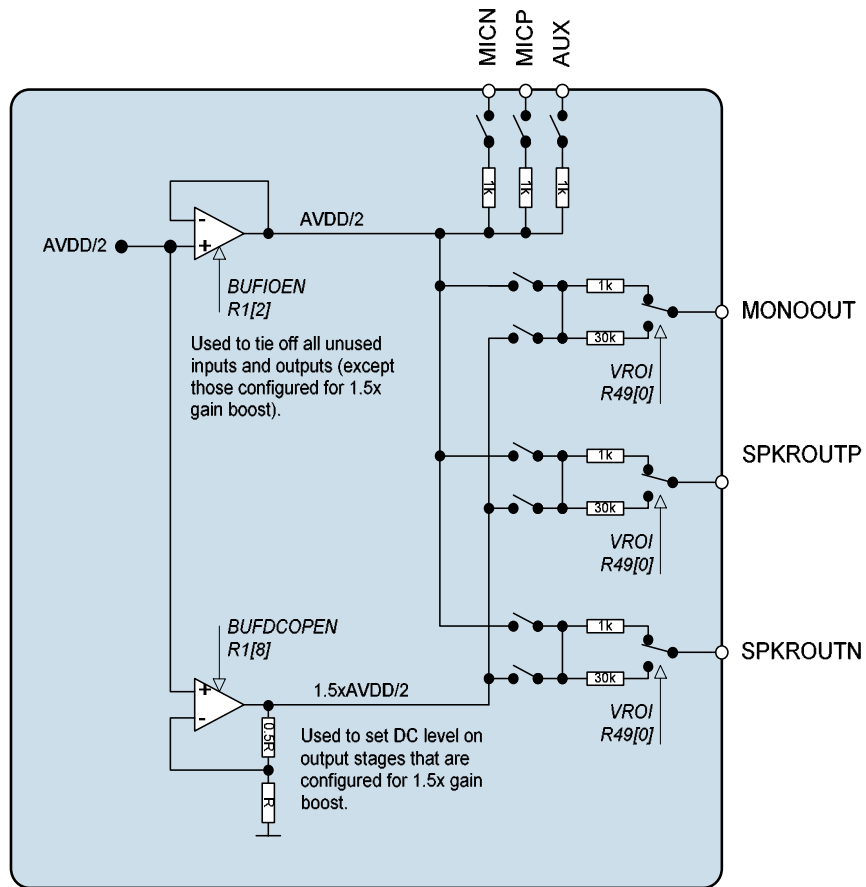 MICN
MICP
AUX
1k
1k
1k
AVDD/2
-
+
AVDD/2
BUFIOEN
R1[2]
Used to tie off all unused
inputs and outputs (except
those configured for 1.5x
gain boost).
1k
30k
MONOOUT
VROI
R49[0]
1k
30k
SPKROUTP
VROI
R49[0]
BUFDCOPEN
R1[8]
+
-
1.5xAVDD/2
0.5R
R
Used to set DC level on
output stages that are
configured for 1.5x gain
boost.
1k
30k
SPKROUTN
VROI
R49[0]